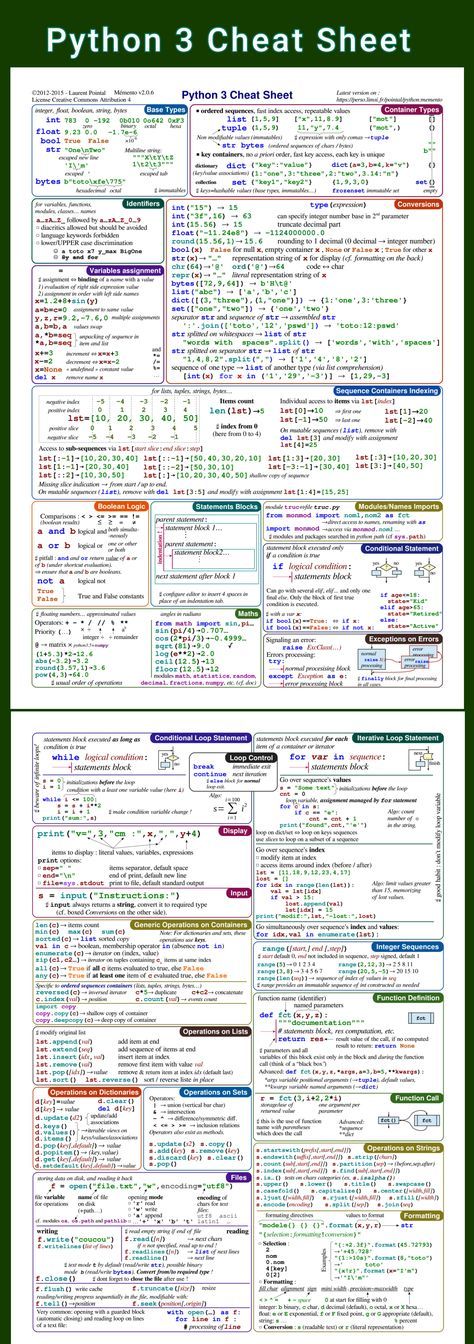 Python 3 Cheat Sheet
©2012-2015 - Laurent Pointal Mémento v2.0.6
License Creative Commons Attribution 4
Python 3 Cheat Sheet
Latest version on :
https://perso.limsi.fr/pointal/python:memento
integer, float, boolean, string, bytes
Base Types
int 783 0 -192 0b010 0o642 0xF3
zero binary octal hexa
float 9.23 0.0 -1.7e-6
bool True False
str "One\nTwo"
Multiline string:
escaped new line
'I\'m'
escaped '
"""X\tY\tZ
1\t2\t3"""
escaped tab
bytes b"toto\xfe\775"
hexadecimal octal
immutables
Container Types
■ ordered sequences, fast index access, repeatable values
list [1,5,9] ["x",11,8.9] ["mot"] []
tuple (1,5,9) 11,"y",7.4 ("mot",) ()
Non modifiable values (immutables) expression with only commas →tuple
str bytes (ordered sequences of chars / bytes)
■ key containers, no a priori order, fast key access, each key is unique
dictionary dict {"key":"value"} dict(a=3,b=4,k="v") {}
(key/value associations) {1:"one",3:"three",2:"two",3.14:"π"}
collection set {"key1","key2"} {1,9,3,0} set()
keys=hashable values (base types, immutables…) frozenset immutable set empty
Identifiers
for variables, functions,
modules, classes… names
a…zA…Z_ followed by a…zA…Z_0…9
diacritics allowed but should be avoided
language keywords forbidden
lower/UPPER case discrimination
a toto x7 y_max BigOne
8y and for
Conversions
type(expression)
int("15") → 15
int("3f",16) → 63 can specify integer number base in 2nd parameter
int(15.56) → 15 truncate decimal part
float("-11.24e8") → -1124000000.0
round(15.56,1)→ 15.6 rounding to 1 decimal (0 decimal → integer number)
bool(x) False for null x, empty container x, None or False x; True for other x
str(x)→ "…" representation string of x for display (cf. formatting on the back)
chr(64)→'@' ord('@')→64 code ↔ char
repr(x)→ "…" literal representation string of x
bytes([72,9,64]) → b'H\t@'
list("abc") → ['a','b','c']
dict([(3,"three"),(1,"one")]) → {1:'one',3:'three'}
set(["one","two"]) → {'one','two'}
separator str and sequence of str → assembled str
':'.join(['toto','12','pswd']) → 'toto:12:pswd'
str splitted on whitespaces → list of str
"words with spaces".split() → ['words','with','spaces']
str splitted on separator str → list of str
"1,4,8,2".split(",") → ['1','4','8','2']
sequence of one type → list of another type (via list comprehension)
[int(x) for x in ('1','29','-3')] → [1,29,-3]
=
Variables assignment
assignment ⇔ binding of a name with a value
1) evaluation of right side expression value
2) assignment in order with left side names
x=1.2+8+sin(y)
a=b=c=0 assignment to same value
y,z,r=9.2,-7.6,0 multiple assignments
a,b=b,a values swap
a,*b=seq unpacking of sequence in
*a,b=seq item and list
x+=3 increment ⇔ x=x+3
x-=2 decrement ⇔ x=x-2
x=None « undefined » constant value
del x remove name x
for lists, tuples, strings, bytes…
Sequence Containers Indexing
negative index -5 -4 -3 -2 -1
positive index 0 1 2 3 4
lst=[10, 20, 30, 40, 50]
positive slice 0 1 2 3 4 5
negative slice -5 -4 -3 -2 -1
Items count
len(lst)→5
index from 0
(here from 0 to 4)
Individual access to items via lst[index]
lst[0]→10 ⇒ first one lst[1]→20
lst[-1]→50 ⇒ last one lst[-2]→40
On mutable sequences (list), remove with
del lst[3] and modify with assignment
lst[4]=25
Access to sub-sequences via lst[start slice:end slice:step]
lst[:-1]→[10,20,30,40] lst[::-1]→[50,40,30,20,10] lst[1:3]→[20,30] lst[:3]→[10,20,30]
lst[1:-1]→[20,30,40] lst[::-2]→[50,30,10] lst[-3:-1]→[30,40] lst[3:]→[40,50]
lst[::2]→[10,30,50] lst[:]→[10,20,30,40,50] shallow copy of sequence
Missing slice indication → from start / up to end.
On mutable sequences (list), remove with del lst[3:5] and modify with assignment lst[1:4]=[15,25]
Boolean Logic
Comparisons : < > <= >= == !=
(boolean results)
a and b logical and both simultaneously
a or b logical or one or other or both
pitfall : and and or return value of a or
of b (under shortcut evaluation).
⇒ ensure that a and b are booleans.
not a logical not
True
False
True and False constants
Statements Blocks
parent statement :
statement block 1…
parent statement :
statement block2…
next statement after block 1
indentation !
configure editor to insert 4 spaces in
place of an indentation tab.
Modules/Names Imports
module truc⇔file truc.py
from monmod import nom1,nom2 as fct
→direct access to names, renaming with as
import monmod →access via monmod.nom1 …
modules and packages searched in python path (cf sys.path)
Conditional Statement
statement block executed only
if a condition is true
if logical condition:
statements block
Can go with several elif, elif... and only one
final else. Only the block of first true
condition is executed.
with a var x:
if bool(x)==True: ⇔ if x:
if bool(x)==False: ⇔ if not x:
if age<=18:
state="Kid"
elif age>65:
state="Retired"
else:
state="Active"
Maths
floating numbers… approximated values
angles in radians
Operators: + - * / // % **
Priority (…)
integer ÷ remainder
@ → matrix × python3.5+numpy
(1+5.3)*2→12.6
abs(-3.2)→3.2
round(3.57,1)→3.6
pow(4,3)→64.0
usual order of operations
from math import sin,pi…
sin(pi/4)→0.707…
cos(2*pi/3)→-0.4999…
sqrt(81)→9.0
log(e**2)→2.0
ceil(12.5)→13
floor(12.5)→12
modules math, statistics, random,
decimal, fractions, numpy, etc. (cf. doc)
Exceptions on Errors
Signaling an error:
raise ExcClass(…)
Errors processing:
try:
normal processing block
except Exception as e:
error processing block
finally block for final processing
in all cases.
Conditional Loop Statement
statements block executed as long as
condition is true
while logical condition:
statements block
beware of infinite loops!
s = 0
i = 1
initializations before the loop
condition with a least one variable value (here i)
while i <= 100:
s = s + i**2
i = i + 1
make condition variable change !
print("sum:",s)
Loop Control
break immediate exit
continue next iteration
else block for normal
loop exit.
Algo:
Iterative Loop Statement
statements block executed for each
item of a container or iterator
for var in sequence:
statements block
Go over sequence's values
s = "Some text" initializations before the loop
cnt = 0
loop variable, assignment managed by for statement
for c in s:
if c == "e":
cnt = cnt + 1
print("found",cnt,"'e'")
Algo: count
number of e
in the string.
loop on dict/set ⇔ loop on keys sequences
use slices to loop on a subset of a sequence
Go over sequence's index
modify item at index
access items around index (before / after)
lst = [11,18,9,12,23,4,17]
lost = []
for idx in range(len(lst)):
val = lst[idx]
if val > 15:
lost.append(val)
lst[idx] = 15
print("modif:",lst,"-lost:",lost)
Algo: limit values greater
than 15, memorizing
of lost values.
Go simultaneously over sequence's index and values:
for idx,val in enumerate(lst):
good habit : don't modify loop variable
Display
print("v=",3,"cm :",x,",",y+4)
items to display : literal values, variables, expressions
print options:
sep=" " items separator, default space
end="\n" end of print, default new line
file=sys.stdout print to file, default standard output
Input
s = input("Instructions:")
input always returns a string, convert it to required type
(cf. boxed Conversions on the other side).
Generic Operations on Containers
len(c)→ items count
min(c) max(c) sum(c)
sorted(c)→ list sorted copy
Note: For dictionaries and sets, these
operations use keys.
val in c → boolean, membership operator in (absence not in)
enumerate(c)→ iterator on (index, value)
zip(c1,c2…)→ iterator on tuples containing ci items at same index
all(c)→ True if all c items evaluated to true, else False
any(c)→ True if at least one item of c evaluated true, else False
Specific to ordered sequences containers (lists, tuples, strings, bytes…)
reversed(c)→ inversed iterator c*5→ duplicate c+c2→ concatenate
c.index(val)→ position c.count(val)→ events count
import copy
copy.copy(c)→ shallow copy of container
copy.deepcopy(c)→ deep copy of container
Integer Sequences
range([start,] end [,step])
start default 0, end not included in sequence, step signed, default 1
range(5)→ 0 1 2 3 4 range(2,12,3)→ 2 5 8 11
range(3,8)→ 3 4 5 6 7 range(20,5,-5)→ 20 15 10
range(len(seq))→ sequence of index of values in seq
range provides an immutable sequence of int constructed as needed
Operations on Lists
modify original list
lst.append(val) add item at end
lst.extend(seq) add sequence of items at end
lst.insert(idx,val) insert item at index
lst.remove(val) remove first item with value val
lst.pop([idx])→value remove & return item at index idx (default last)
lst.sort() lst.reverse() sort / reverse liste in place
Function Definition
function name (identifier)
named parameters
def fct(x,y,z):
"""documentation"""
# statements block, res computation, etc.
return res← result value of the call, if no computed
result to return: return None
parameters and all
variables of this block exist only in the block and during the function
call (think of a "black box")
Advanced: def fct(x,y,z,*args,a=3,b=5,**kwargs):
*args variable positional arguments (→tuple), default values,
**kwargs variable named arguments (→dict)
fct
Operations on Dictionaries
d[key]=value d.clear()
d[key]→ value del d[key]
d.update(d2) update/add
associations
d.keys()
d.values() →iterable views on
d.items() keys/values/associations
d.pop(key[,default])→ value
d.popitem()→ (key,value)
d.get(key[,default])→ value
d.setdefault(key[,default])→value
Operations on Sets
Operators:
| → union (vertical bar char)
& → intersection
- ^ → difference/symmetric diff.
< <= > >= → inclusion relations
Operators also exist as methods.
s.update(s2) s.copy()
s.add(key) s.remove(key)
s.discard(key) s.clear()
s.pop()
Function Call
r = fct(3,i+2,2*i)
storage/use of
returned value
one argument per
parameter
this is the use of function
name with parentheses
which does the call
Advanced:
*sequence
**dict
fct()
fct
Operations on Strings
s.startswith(prefix[,start[,end]])
s.endswith(suffix[,start[,end]]) s.strip([chars])
s.count(sub[,start[,end]]) s.partition(sep)→ (before,sep,after)
s.index(sub[,start[,end]]) s.find(sub[,start[,end]])
s.is…() tests on chars categories (ex. s.isalpha())
s.upper() s.lower() s.title() s.swapcase()
s.casefold() s.capitalize() s.center([width,fill])
s.ljust([width,fill]) s.rjust([width,fill]) s.zfill([width])
s.encode(encoding) s.split([sep]) s.join(seq)
Files
storing data on disk, and reading it back
f = open("file.txt","w",encoding="utf8")
file variable
for operations
name of file
on disk
(+path…)
opening mode
'r' read
'w' write
'a' append
encoding of
chars for text
files:
utf8 ascii
latin1 …
cf. modules os, os.path and pathlib
writing
f.write("coucou")
f.writelines(list of lines)
read empty string if end of file
reading
f.read([n]) → next chars
if n not specified, read up to end !
f.readlines([n]) → list of next lines
f.readline() → next line
text mode t by default (read/write str), possible binary
mode b (read/write bytes). Convert from/to required type !
f.close() dont forget to close the file after use !
f.flush() write cache f.truncate([size]) resize
reading/writing progress sequentially in the file, modifiable with:
f.tell()→position f.seek(position[,origin])
Very common: opening with a guarded block
(automatic closing) and reading loop on lines
of a text file:
with open(…) as f:
for line in f :
# processing of line
Formatting
formating directives values to format
"modele{} {} {}".format(x,y,r) → str
"{selection:formatting!conversion}"
Selection :
2
nom
0.nom
4[key]
0[2]
"{:+2.3f}".format(45.72793)
→'+45.728'
"{1:>10s}".format(8,"toto")
→' toto'
"{x!r}".format(x="I'm")
→'"I\'m"'
Formatting :
fill char alignment sign mini width.precision~maxwidth type
< > ^ = + - space 0 at start for filling with 0
integer: b binary, c char, d decimal (default), o octal, x or X hexa…
float: e or E exponential, f or F fixed point, g or G appropriate (default),
string: s … % percent
Conversion : s (readable text) or r (literal representation)